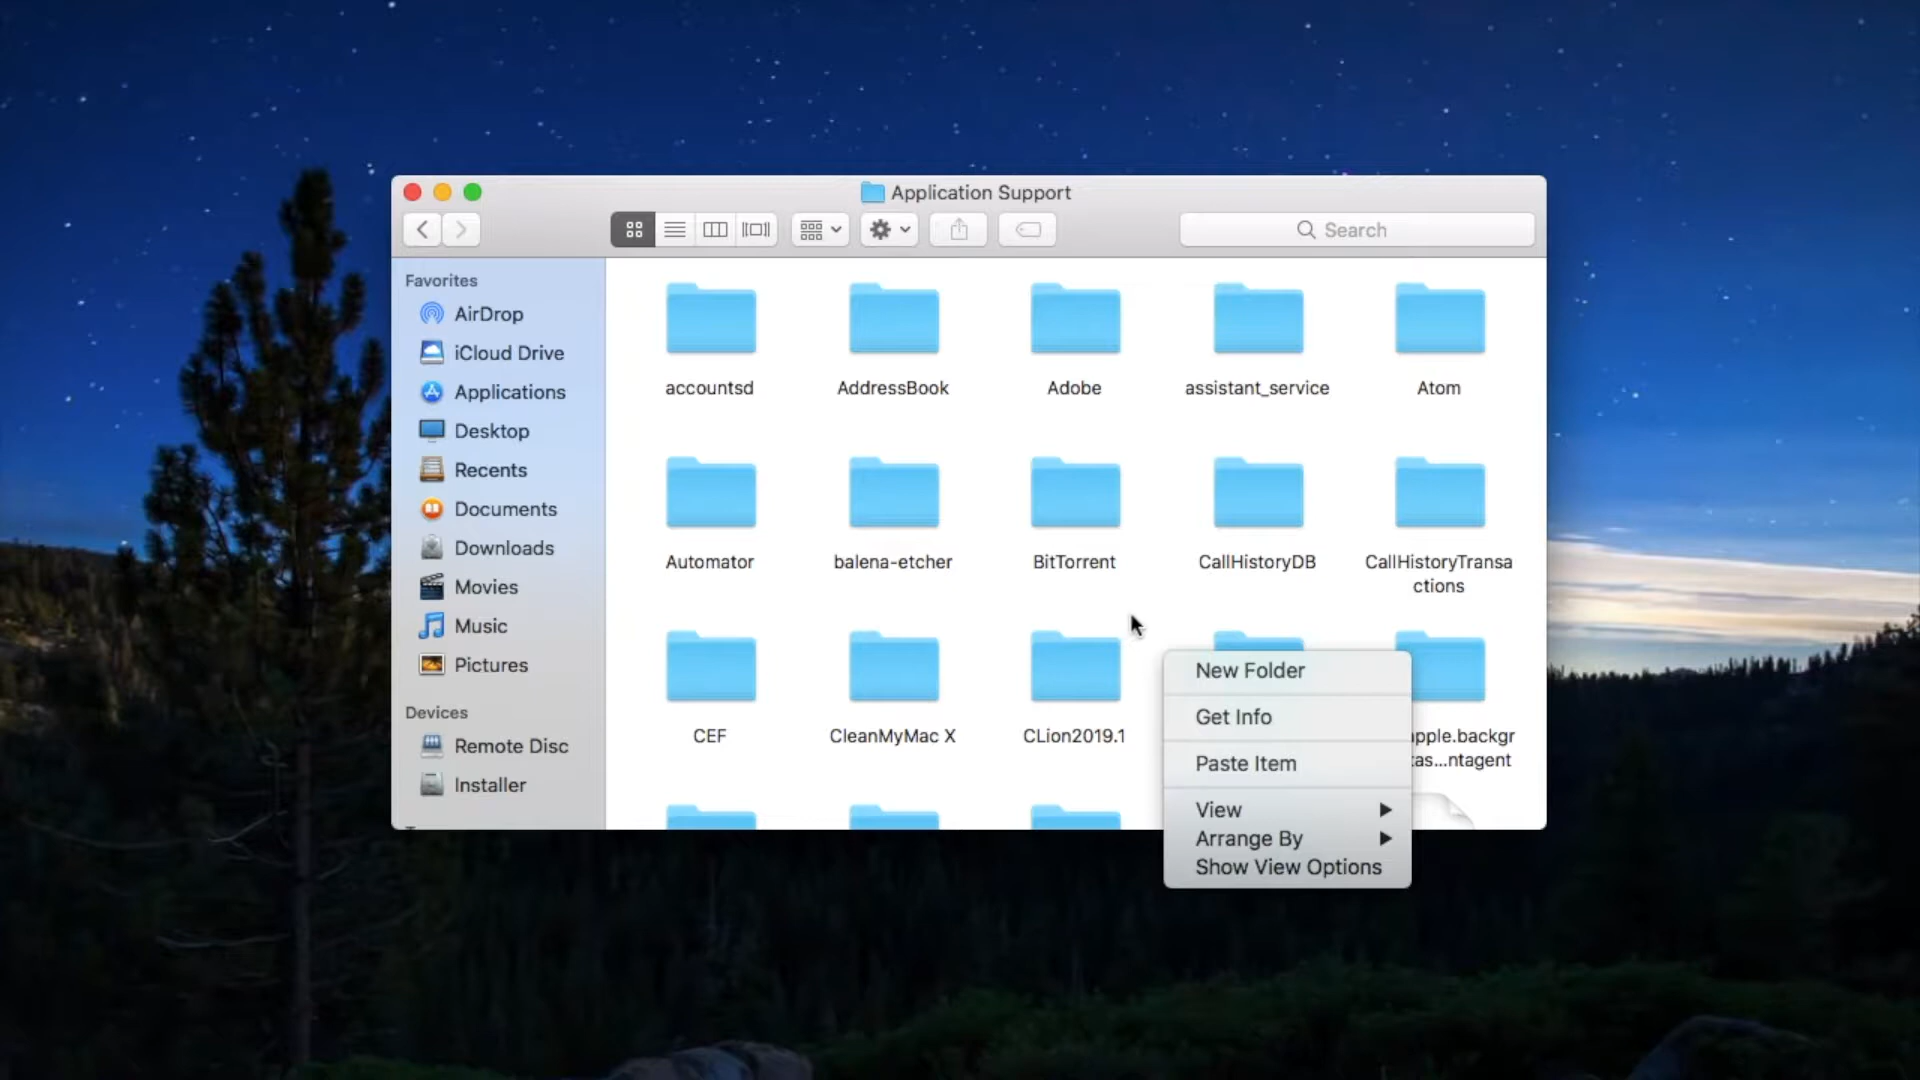 Application Support
Search
Favorites
AirDrop
iCloud Drive
Applications
Desktop
Recents
Documents
Downloads
Movies
Music
Pictures
Devices
Remote Disc
Installer
accountsd
AddressBook
Adobe
assistant_service
Atom
Automator
balena-etcher
BitTorrent
CallHistoryDB
CallHistoryTransa
ctions
CEF
CleanMyMac X
CLion2019.1
pple.backgr
as...ntagent
New Folder
Get Info
Paste Item
View
Arrange By
Show View Options